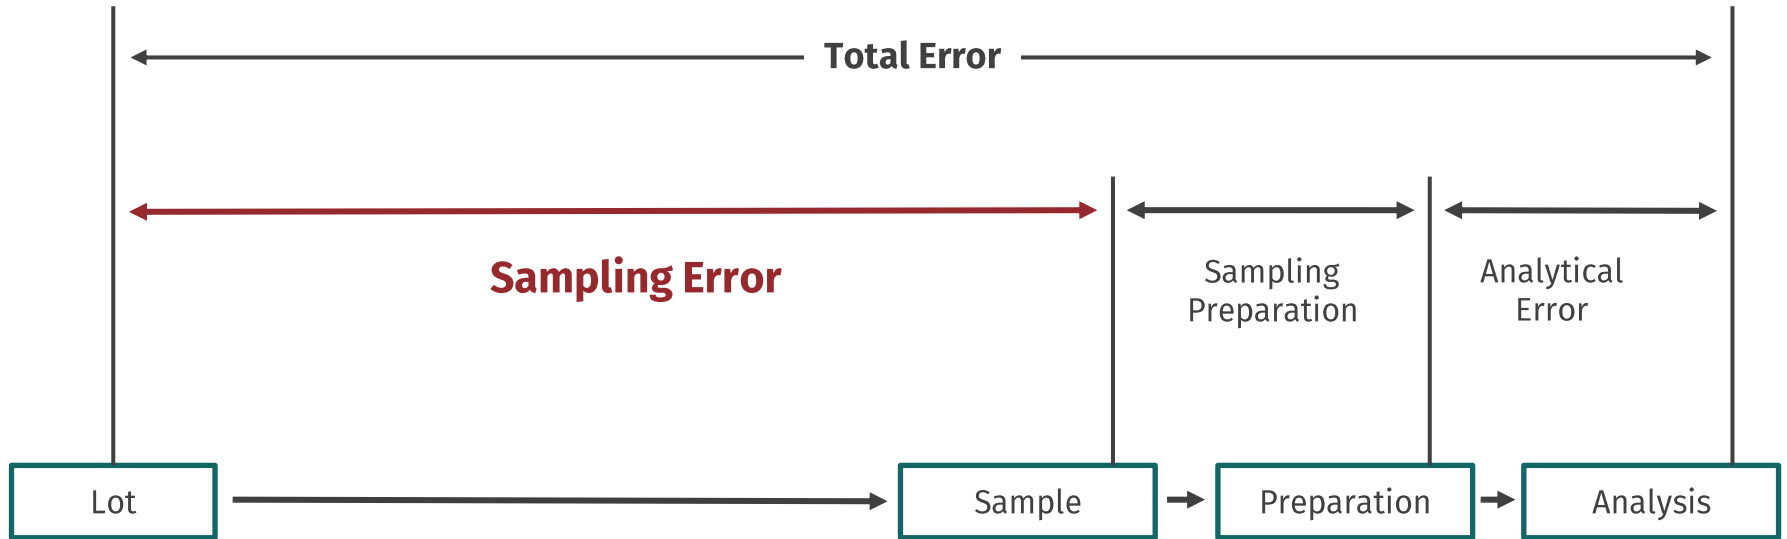 Total Error
Sampling Error
Sampling
Preparation
Analytical
Error
Lot
Sample
Preparation
Analysis